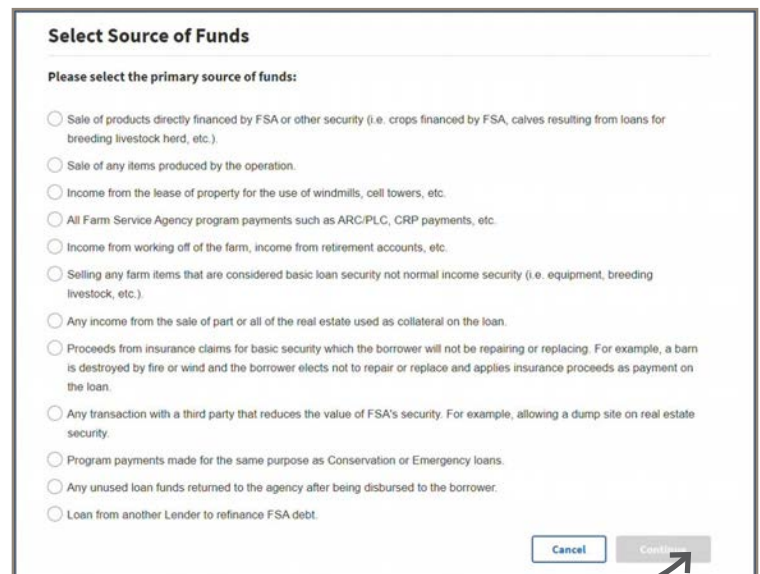 Select Source of Funds
Please select the primary source of funds:
Sale of products directly financed by FSA or other security (i.e. crops financed by FSA, calves resulting from loans for
breeding livestock herd, etc.).
Sale of any items produced by the operation.
Income from the lease of property for the use of windmills, cell towers, etc.
All Farm Service Agency program payments such as ARC/PLC, CRP payments, etc.
Income from working off of the farm, income from retirement accounts, etc.
Selling any farm items that are considered basic loan security not normal income security (i.e. equipment, breeding
livestock, etc.).
Any income from the sale of part or all of the real estate used as collateral on the loan.
Proceeds from insurance claims for basic security which the borrower will not be repairing or replacing. For example, a barn
is destroyed by fire or wind and the borrower elects not to repair or replace and applies insurance proceeds as payment on
the loan.
Any transaction with a third party that reduces the value of FSA's security. For example, allowing a dump site on real estate
security.
Program payments made for the same purpose as Conservation or Emergency loans.
Any unused loan funds returned to the agency after being disbursed to the borrower.
Loan from another Lender to refinance FSA debt.
Cancel Continue